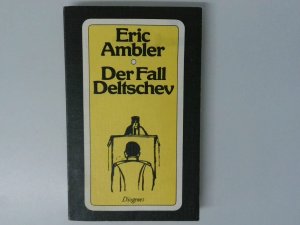 Eric
Ambler
Der Fall
Deltschev
Diogenes